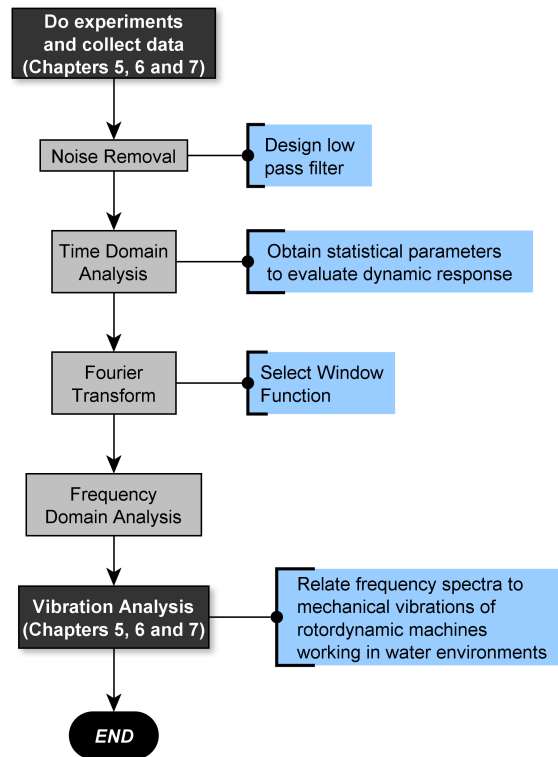 Do experiments
and collect data
(Chapters 5, 6 and 7)
Noise Removal
Design low
pass filter
Time Domain
Analysis
Obtain statistical parameters
to evaluate dynamic response
Fourier
Transform
Select Window
Function
Frequency
Domain Analysis
Vibration Analysis
(Chapters 5, 6 and 7)
Relate frequency spectra to
mechanical vibrations of
rotordynamic machines
working in water environments
END